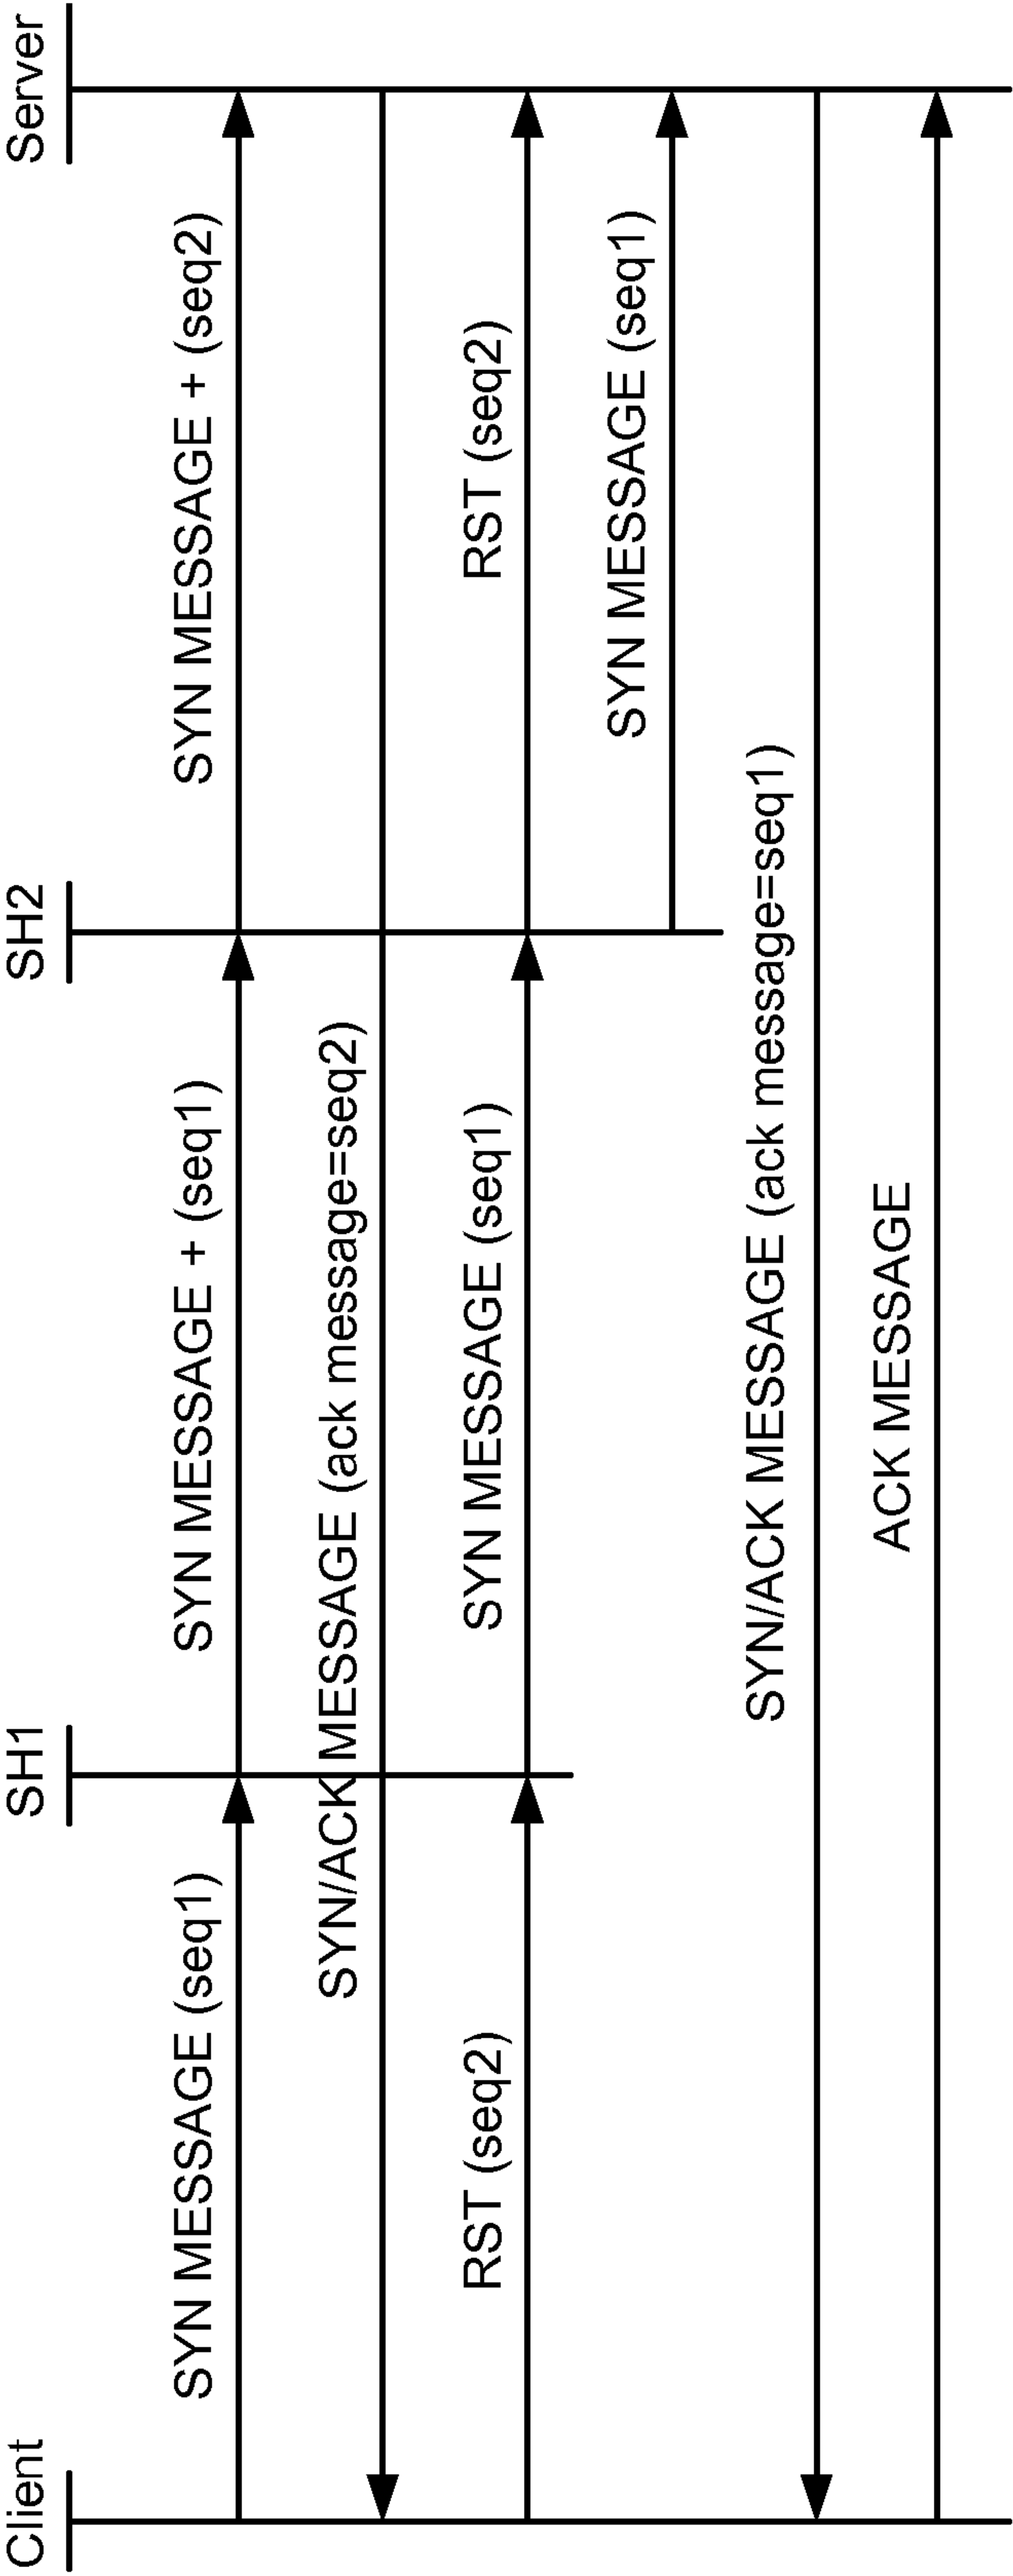 Client
SH1
SH2
Server
SYN MESSAGE (seq1)
SYN MESSAGE + (seq1)
SYN MESSAGE + (seq2)
SYN/ACK MESSAGE (ack message=seq2)
RST (seq2)
SYN MESSAGE (seq1)
RST (seq2)
SYN MESSAGE (seq1)
SYN/ACK MESSAGE (ack message=seq1)
ACK MESSAGE